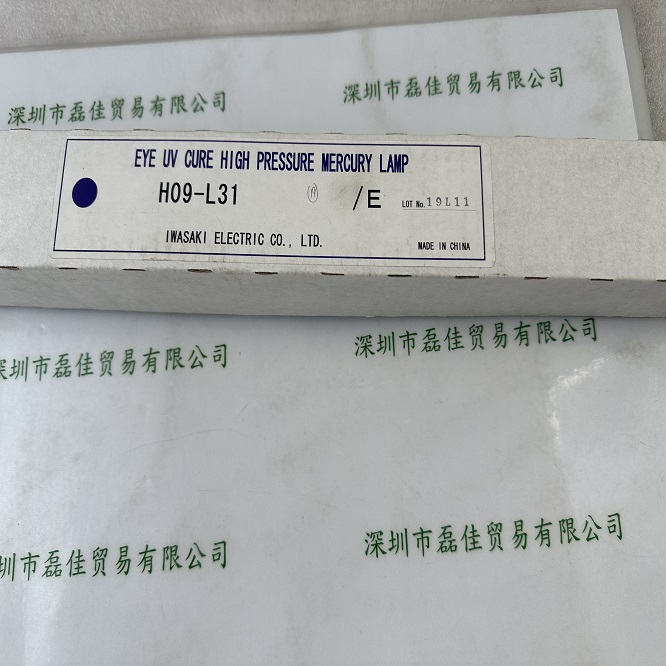 深圳市磊佳贸易有限公司
深圳市磊佳贸易有限公司
EYE UV CURE HIGH PRESSURE MERCURY LAMP
H09-L31 /E LOT No. 19L11
IWASAKI ELECTRIC CO., LTD.
MADE IN CHINA
深圳市磊佳贸易有限公司
深圳市磊佳贸易有限公司
圳市磊佳贸易有限公司
深圳市磊佳贸易有限公司